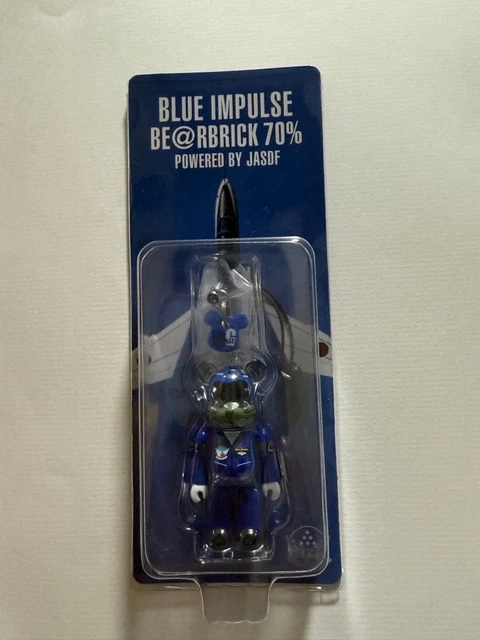 BLUE IMPULSE
BE@RBRICK 70%
POWERED BY JASDF